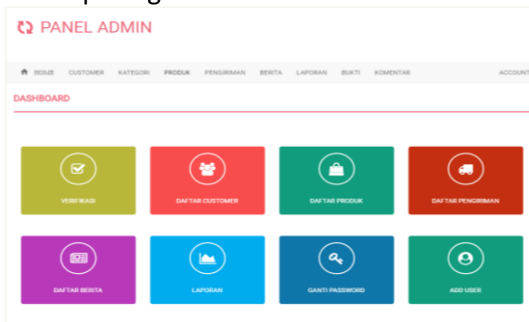 PANEL ADMIN
HOME CUSTOMER KATEGORI PRODUK PENGIRIMAN BERITA LAPORAN BUKTI KOMENTAR ACCOUNT
DASHBOARD
VERIFIKASI DAFTAR CUSTOMER DAFTAR PRODUK DAFTAR PENGIRIMAN
DAFTAR BERITA LAPORAN GANTI PASSWORD ADD USER